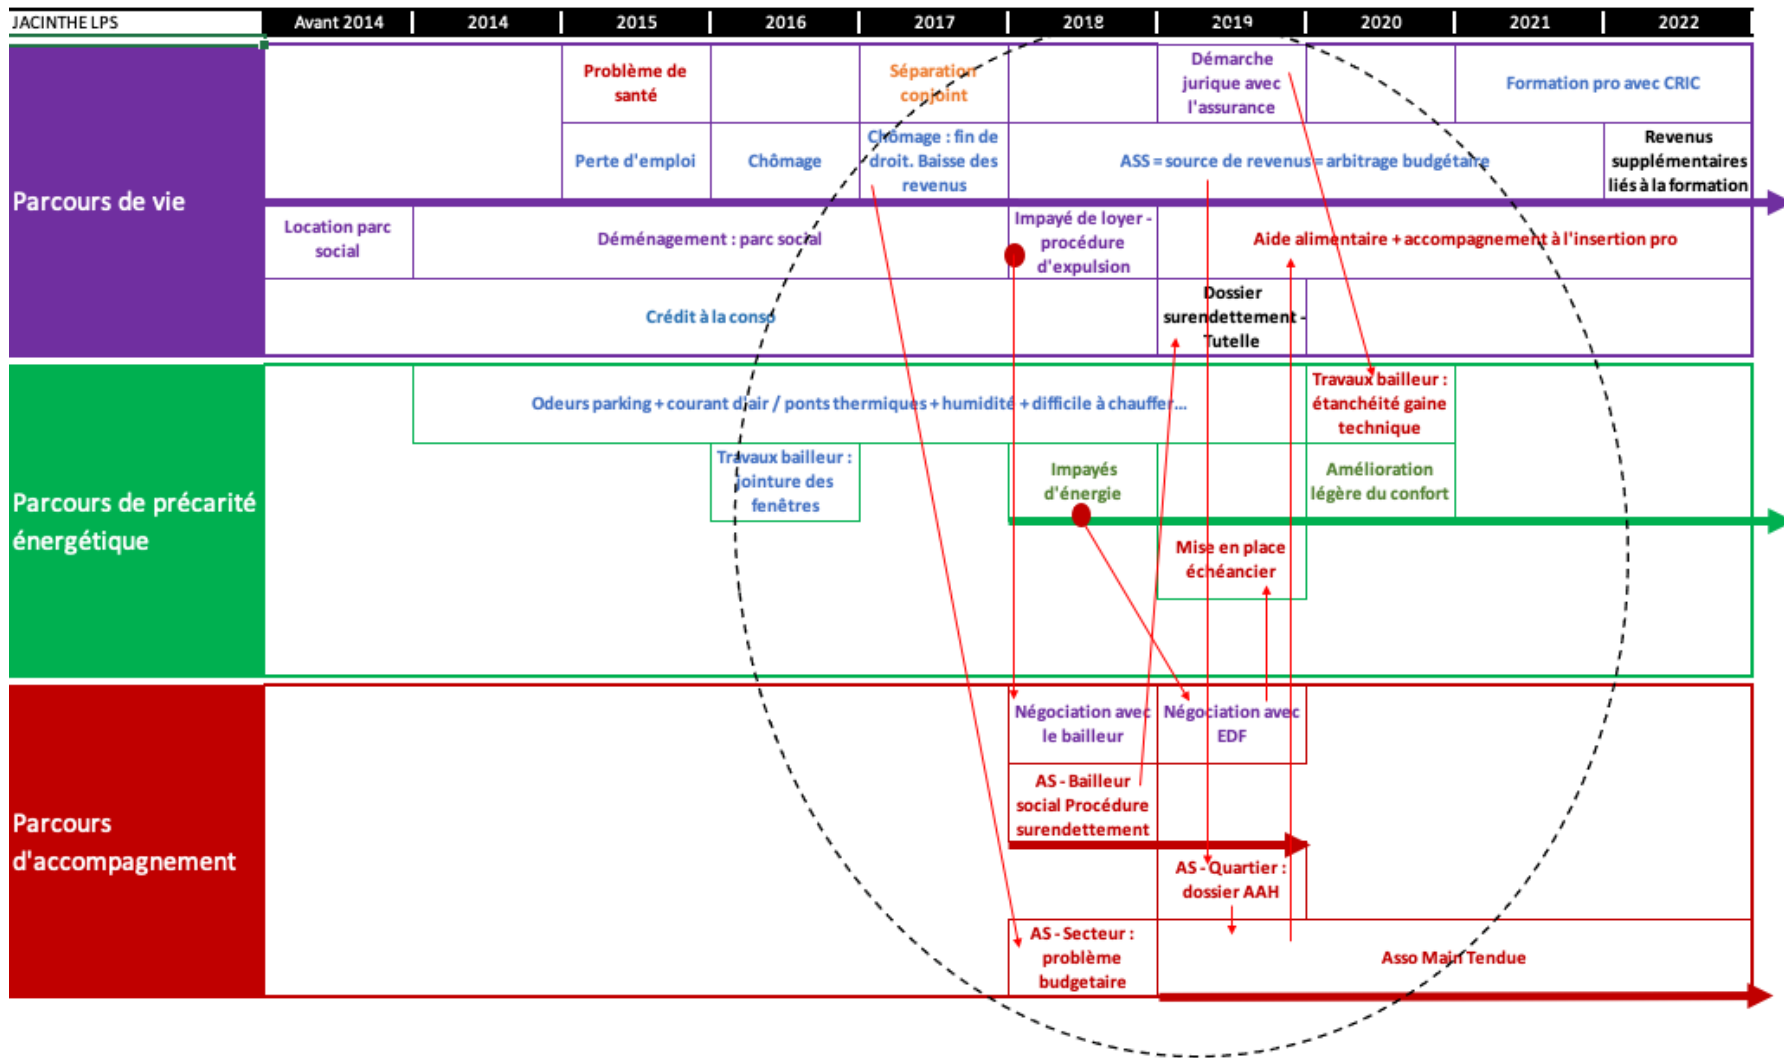 JACINTHE LPS
Avant 2014
2014
2015
2016
2017
2018
2019
2020
2021
2022
Parcours de vie
Problème de
santé
Séparation
conjoint
Démarche
jurique avec
l'assurance
Formation pro avec CRIC
Perte d'emploi
Chômage
Chômage : fin de
droit. Baisse des
revenus
ASS = source de revenus = arbitrage budgétaire
Revenus
supplémentaires
liés à la formation
Location parc
social
Déménagement : parc social
Impayé de loyer -
procédure
d'expulsion
Aide alimentaire + accompagnement à l'insertion pro
Crédit à la conso
Dossier
surendettement -
Tutelle
Parcours de précarité
énergétique
Odeurs parking + courant d'air / ponts thermiques + humidité + difficile à chauffer...
Travaux bailleur :
étanchéité gaine
technique
Travaux bailleur :
jointure des
fenêtres
Impayés
d'énergie
Amélioration
légère du confort
Mise en place
échéancier
Parcours
d'accompagnement
Négociation avec
le bailleur
Négociation avec
EDF
AS - Bailleur
social Procédure
surendettement
AS - Quartier :
dossier AAH
AS - Secteur :
problème
budgetaire
Asso Main Tendue